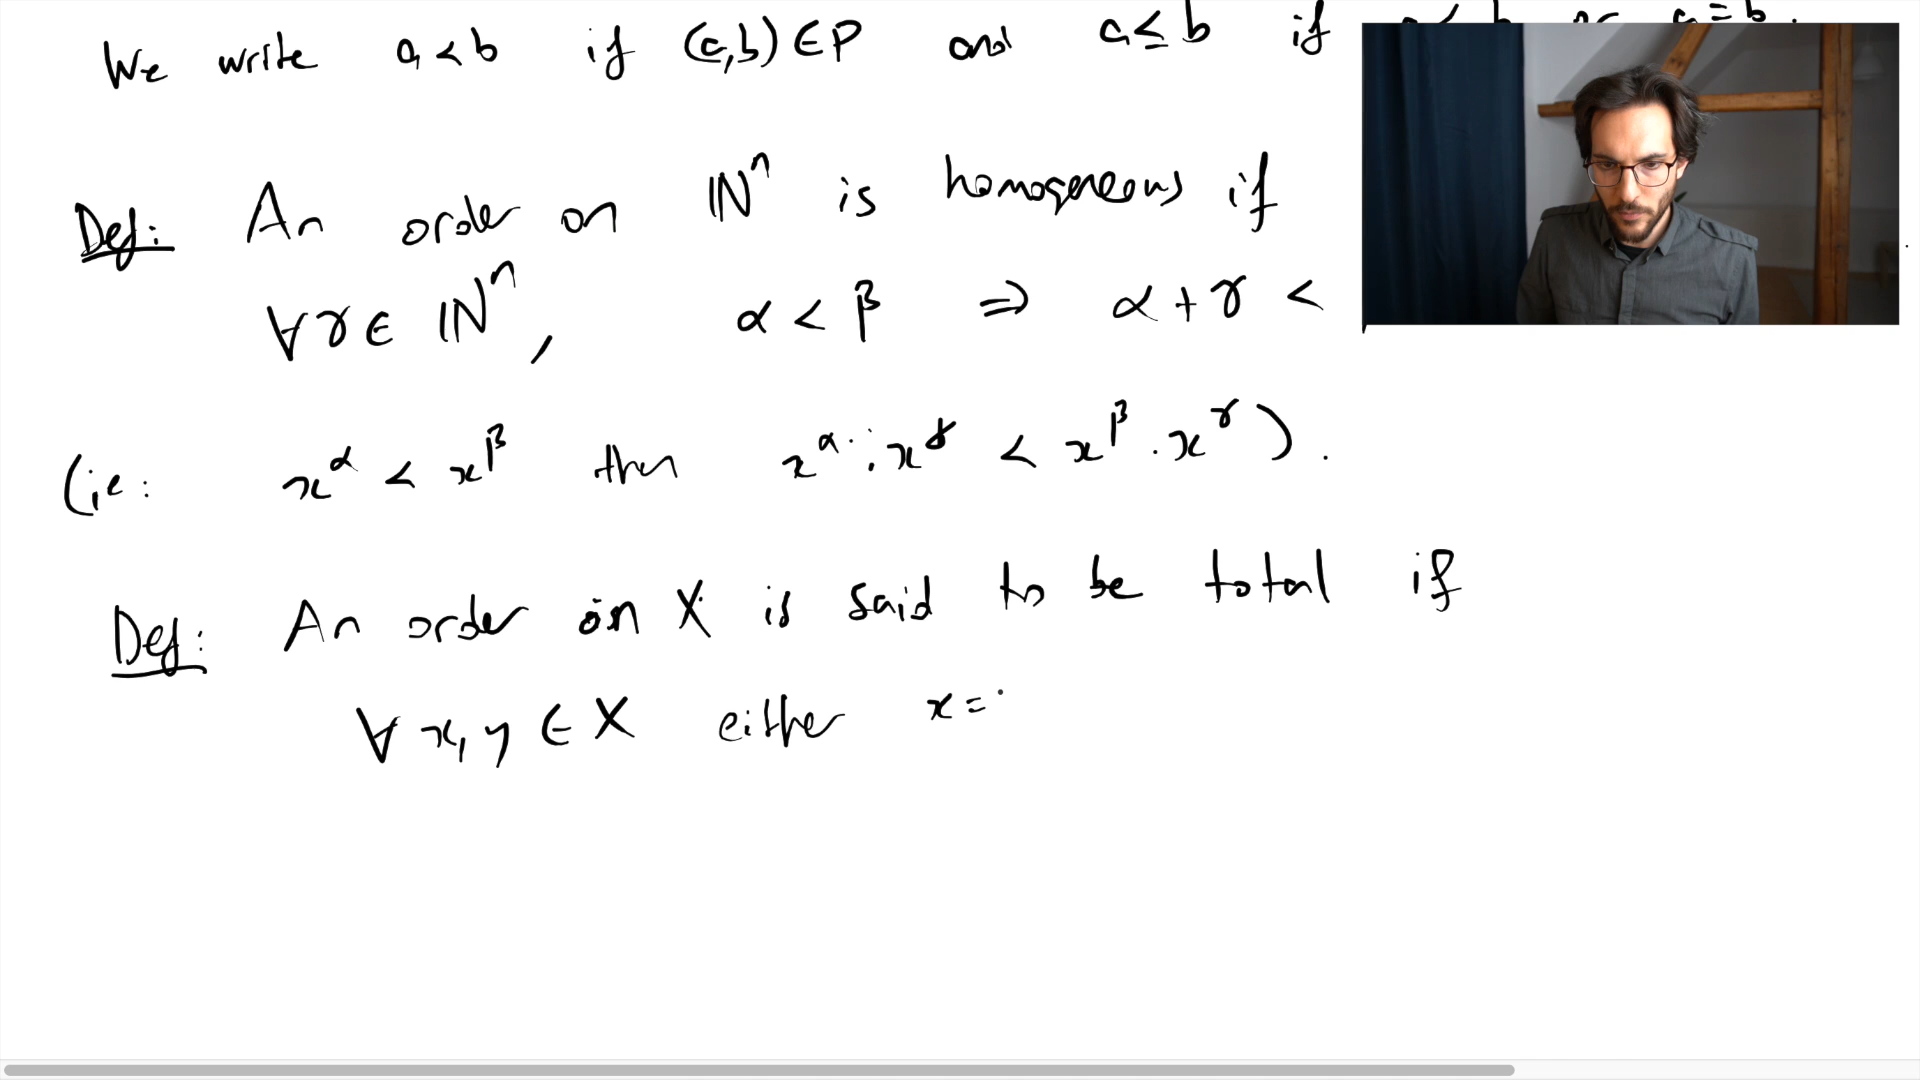 We write a < b if (a,b) ∈ P and a ≤ b if a < b or a = b.
Def: An order on ℕⁿ is homogeneous if
∀ γ ∈ ℕⁿ, α < β ⇒ α + γ <
(ie: x^α < x^β then x^α · x^γ < x^β · x^γ).
Def: An order on X is said to be total if
∀ x, y ∈ X either x =